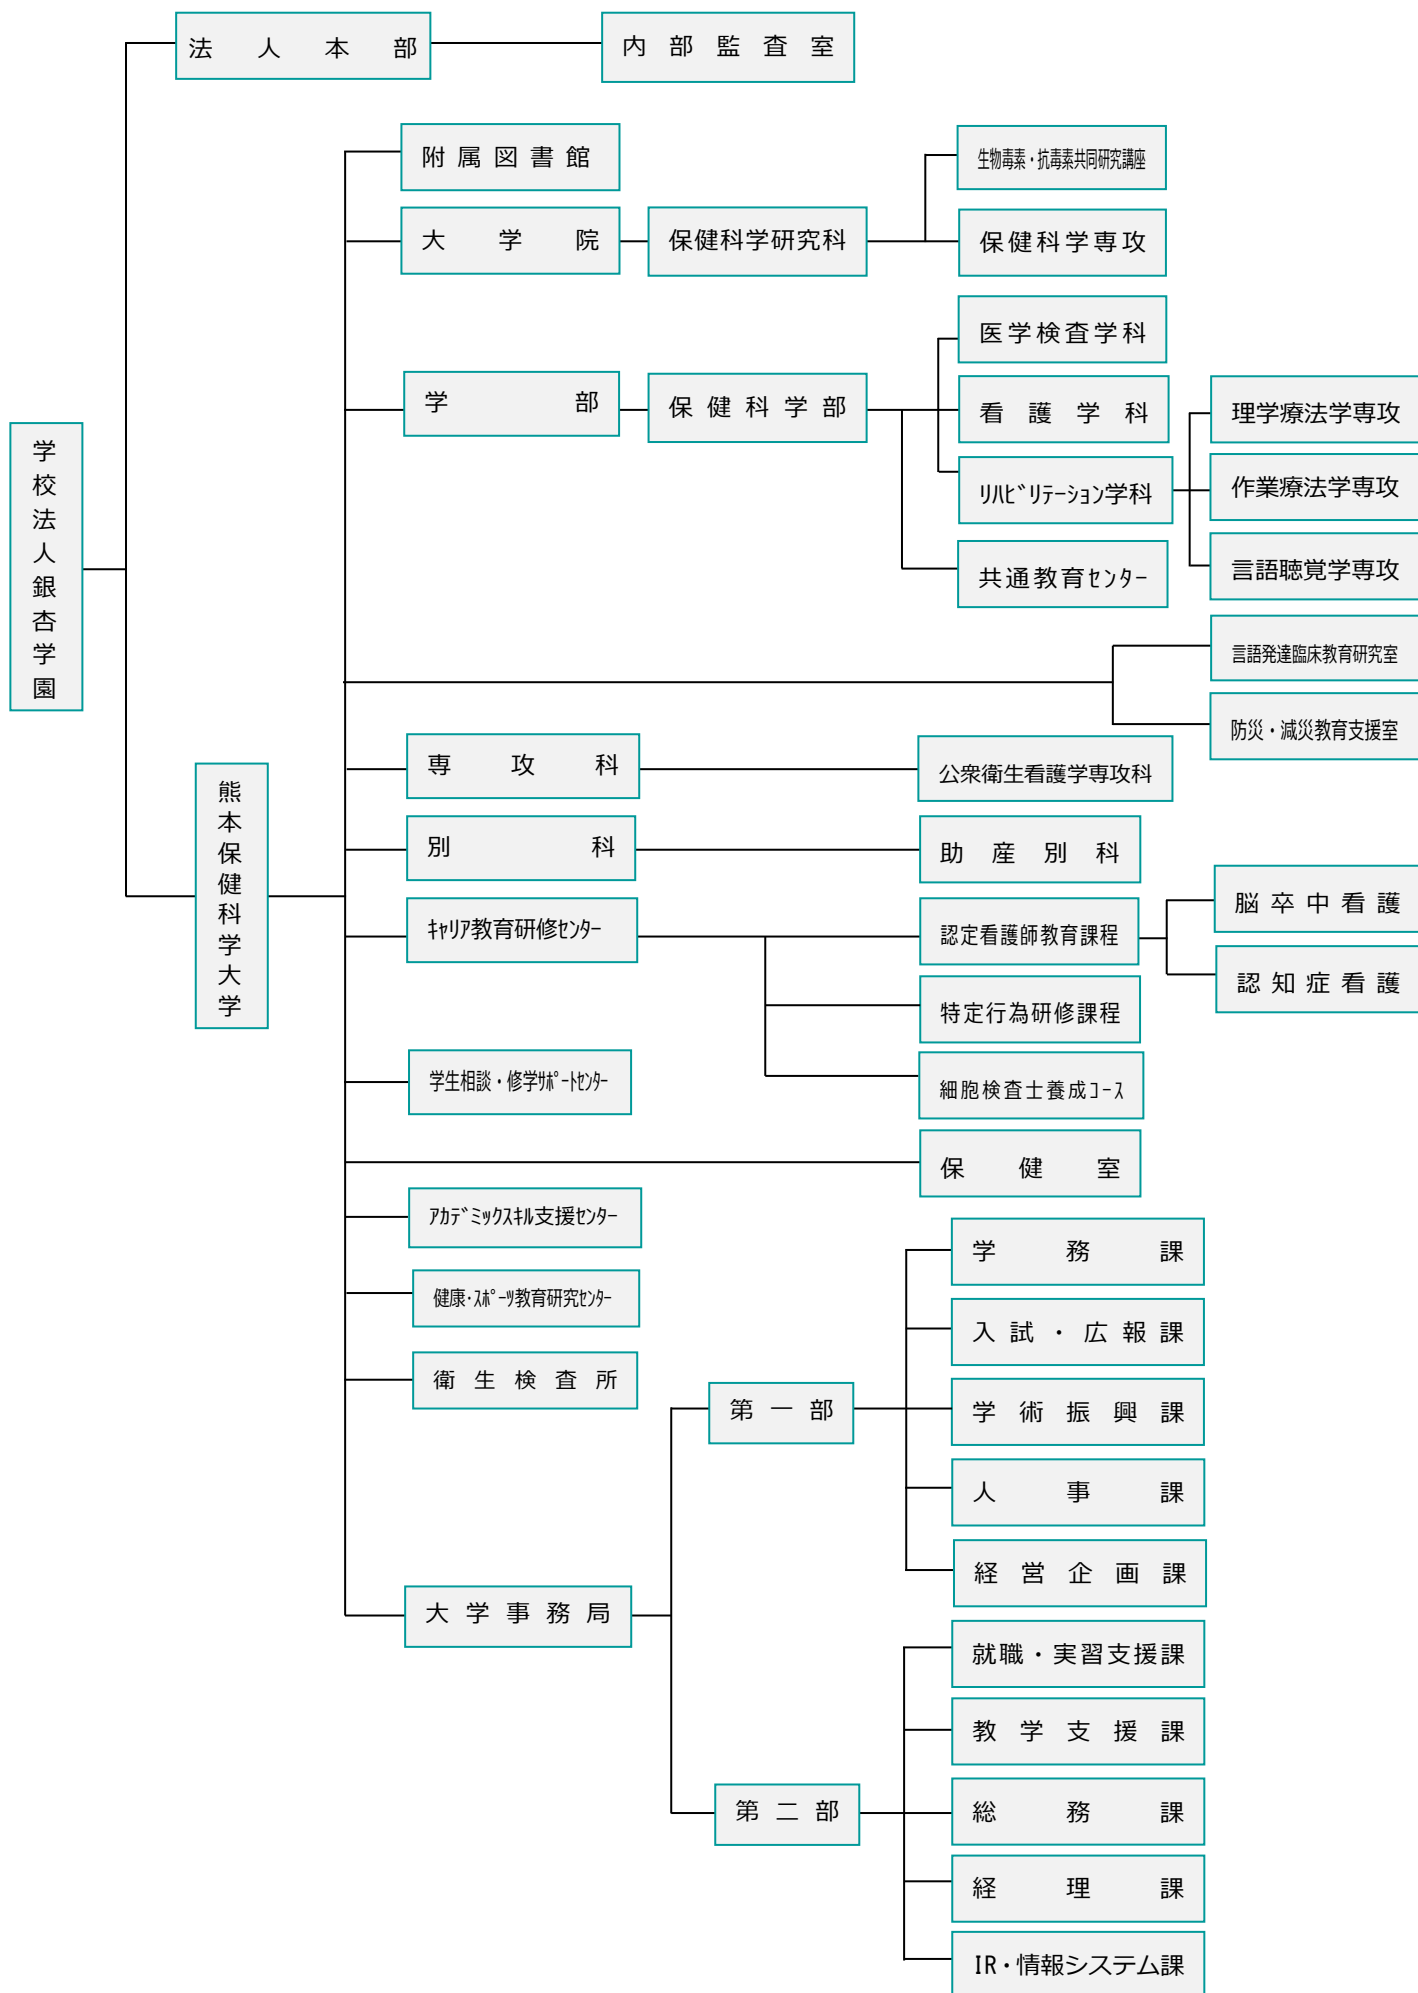 法人本部
内部監査室
附属図書館
生物毒素・抗毒素共同研究講座
大学院
保健科学研究科
保健科学専攻
医学検査学科
学部
保健科学部
看護学科
理学療法学専攻
ﾘﾊﾋﾞﾘﾃｰｼｮﾝ学科
作業療法学専攻
共通教育ｾﾝﾀｰ
言語聴覚学専攻
学校法人銀杏学園
言語発達臨床教育研究室
防災・減災教育支援室
専攻科
公衆衛生看護学専攻科
熊本保健科学大学
別科
助産別科
脳卒中看護
ｷｬﾘｱ教育研修ｾﾝﾀｰ
認定看護師教育課程
認知症看護
特定行為研修課程
学生相談・修学ｻﾎﾟｰﾄｾﾝﾀｰ
細胞検査士養成ｺｰｽ
保健室
ｱｶﾃﾞﾐｯｸｽｷﾙ支援ｾﾝﾀｰ
学務課
健康・ｽﾎﾟｰﾂ教育研究ｾﾝﾀｰ
入試・広報課
衛生検査所
第一部
学術振興課
人事課
経営企画課
大学事務局
就職・実習支援課
教学支援課
第二部
総務課
経理課
IR・情報システム課